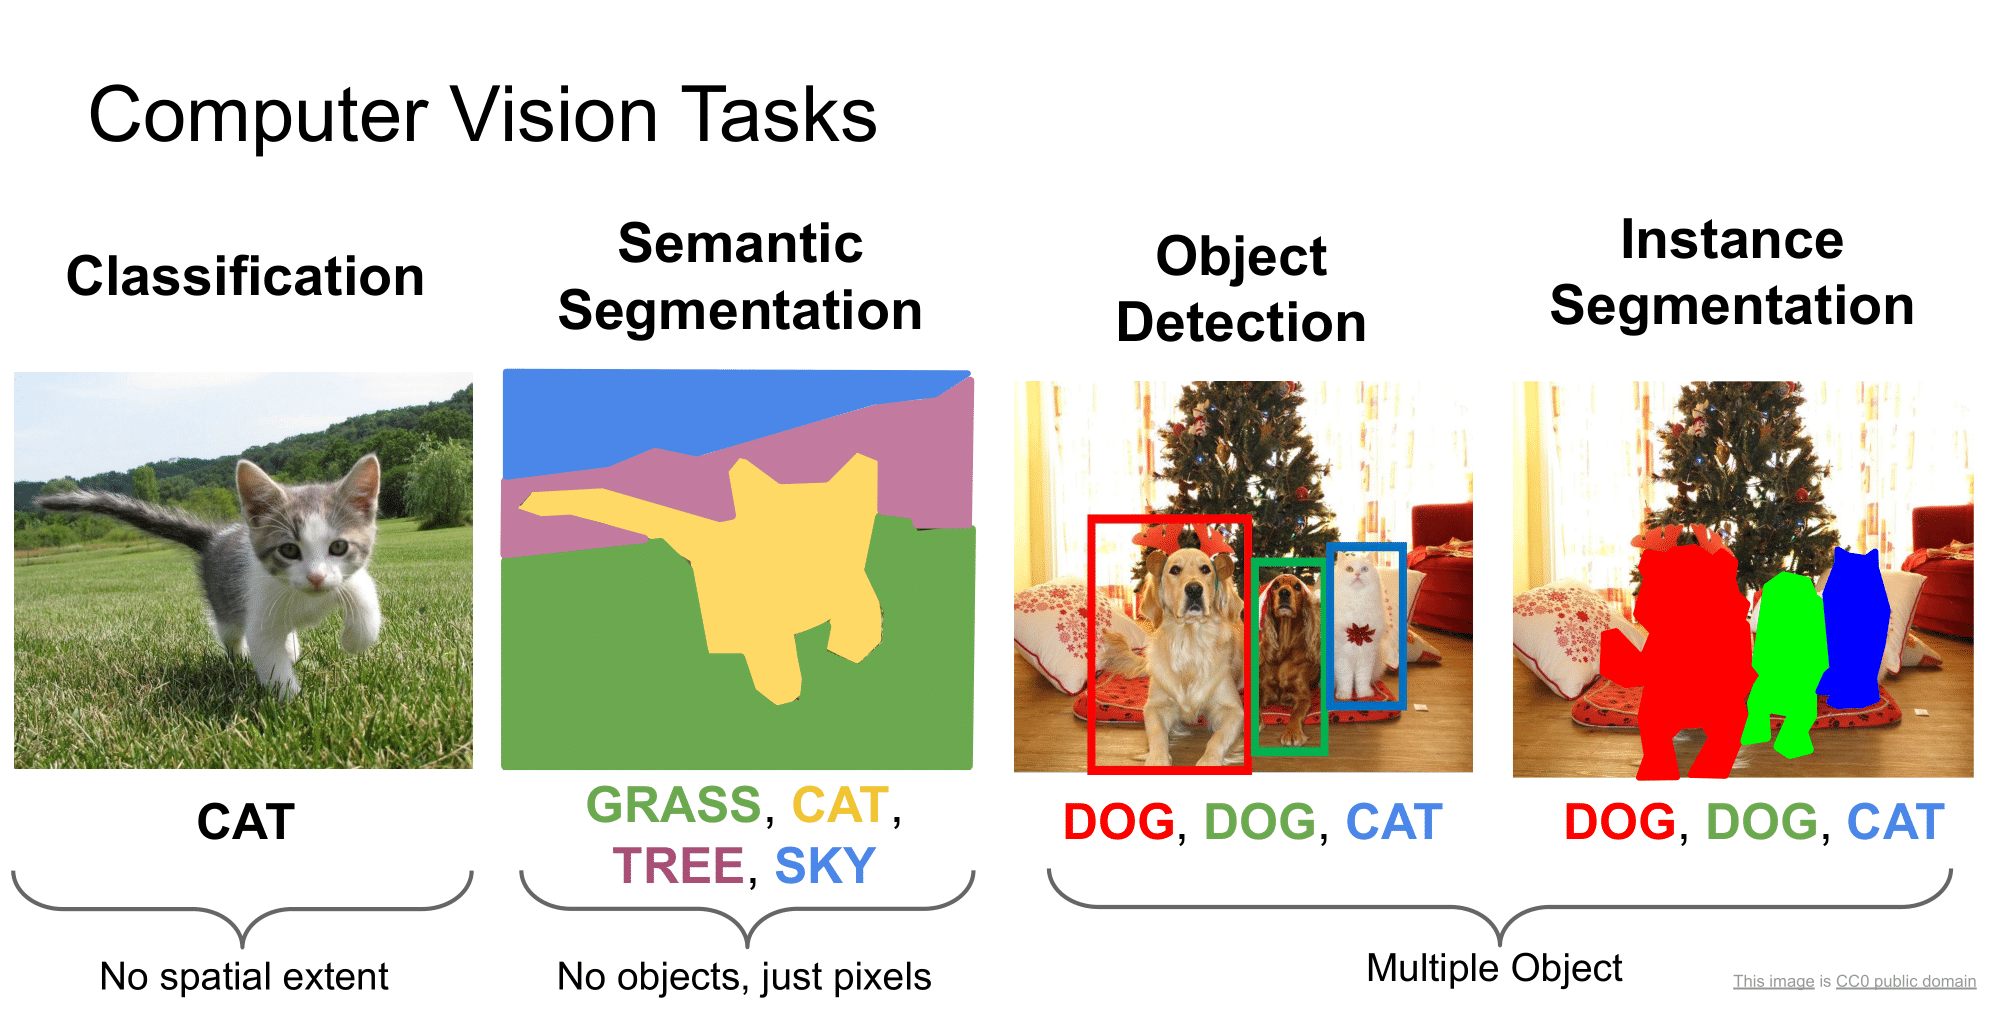 Computer Vision Tasks
Classification
Semantic
Segmentation
Object
Detection
Instance
Segmentation
CAT
GRASS, CAT,
TREE, SKY
DOG, DOG, CAT
DOG, DOG, CAT
No spatial extent
No objects, just pixels
Multiple Object
This image is CC0 public domain